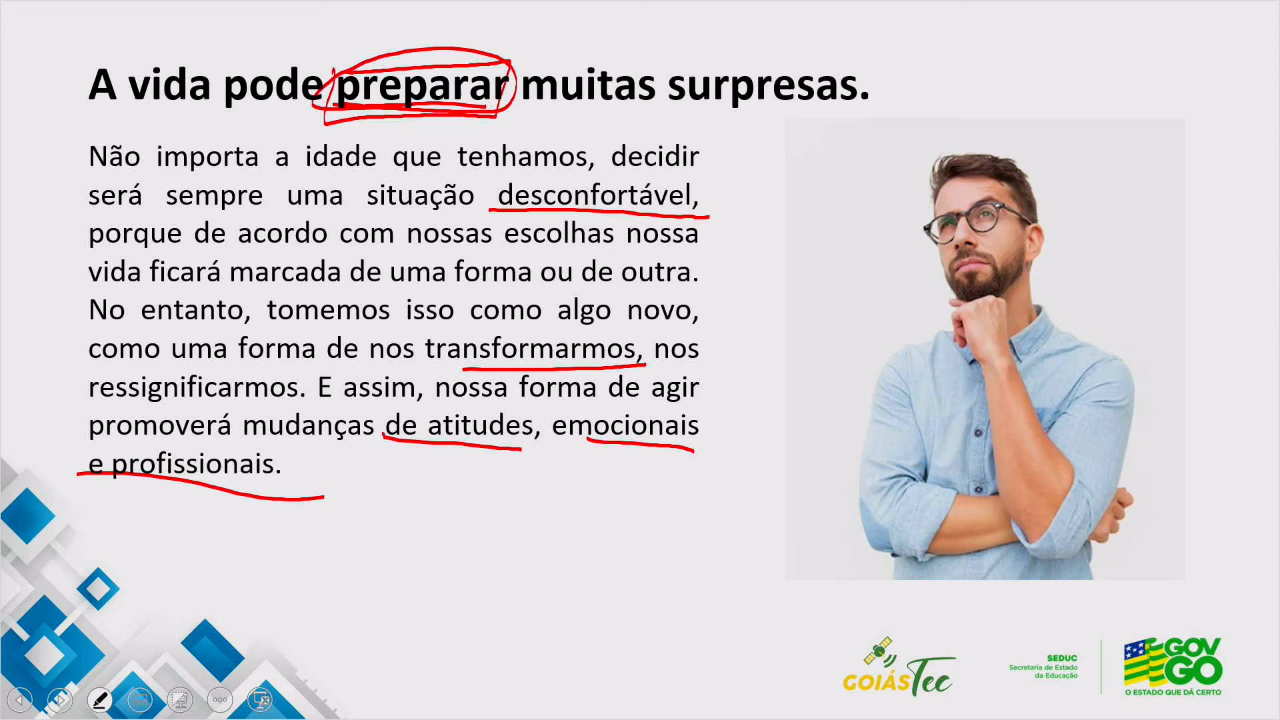 A vida pode preparar muitas surpresas.
Não importa a idade que tenhamos, decidir
será sempre uma situação desconfortável,
porque de acordo com nossas escolhas nossa
vida ficará marcada de uma forma ou de outra.
No entanto, tomemos isso como algo novo,
como uma forma de nos transformarmos, nos
ressignificarmos. E assim, nossa forma de agir
promoverá mudanças de atitudes, emocionais
e profissionais.
GOIÁS Tec
SEDUC
Secretaria de Estado
da Educação
GOV
GO
O ESTADO QUE DÁ CERTO